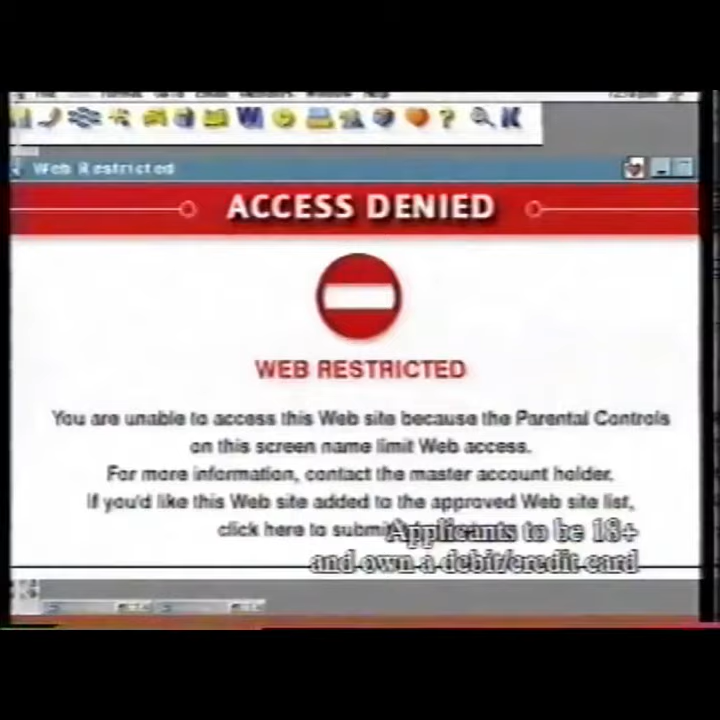 Web Restricted
ACCESS DENIED
WEB RESTRICTED
You are unable to access this Web site because the Parental Controls
on this screen name limit Web access.
For more information, contact the master account holder.
If you'd like this Web site added to the approved Web site list,
click here to submit
Applicants to be 18+
and own a debit/credit card